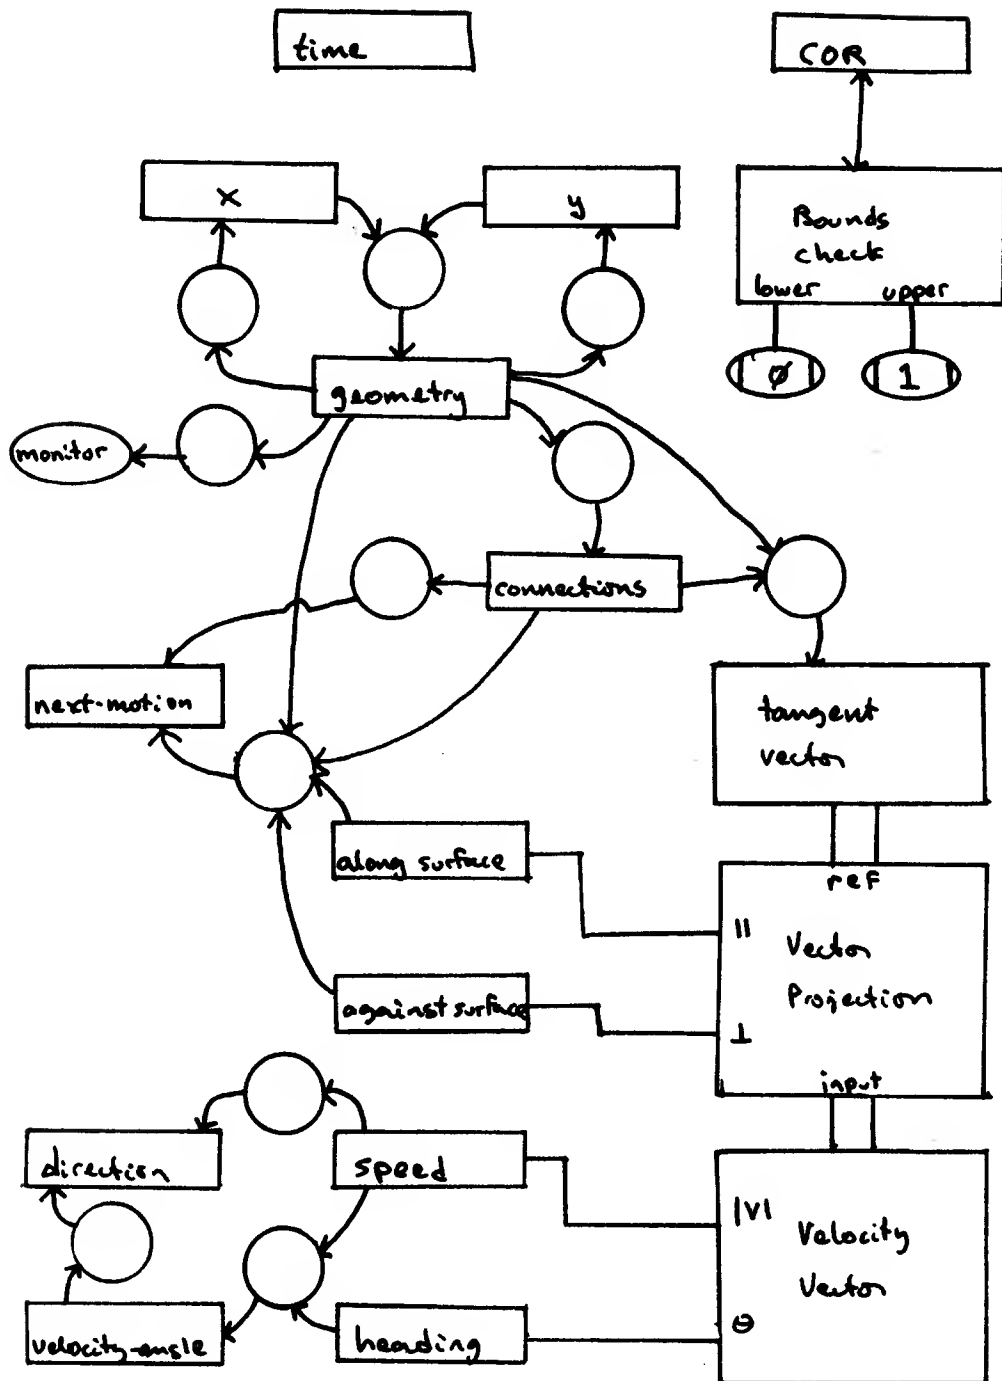 time
COR
x
y
Bounds
check
lower upper
0 1
geometry
monitor
connections
next-motion
tangent
vector
along surface
ref
||
Vector
Projection
against surface
⊥
input
direction
speed
|v|
Velocity
Vector
velocity-angle
heading
θ